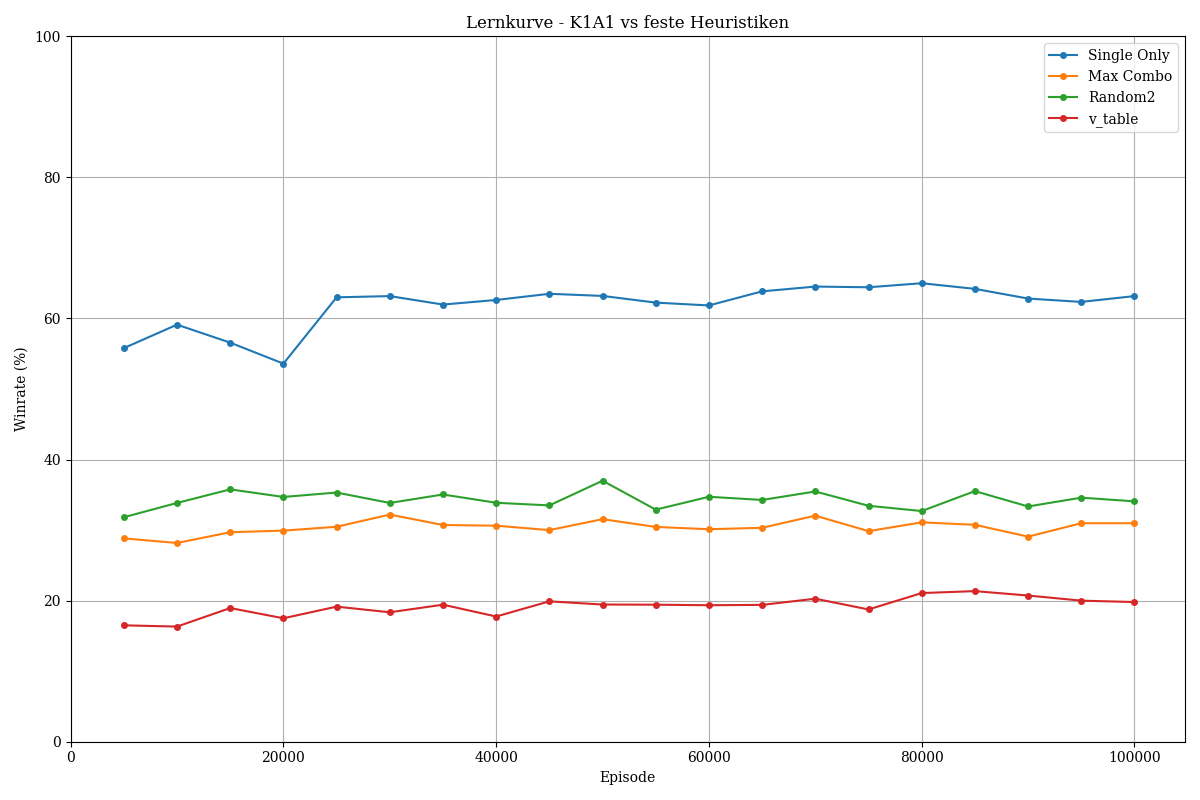 Lernkurve - K1A1 vs feste Heuristiken
100
80
60
40
20
0
Winrate (%)
Single Only
Max Combo
Random2
v_table
0 20000 40000 60000 80000 100000
Episode